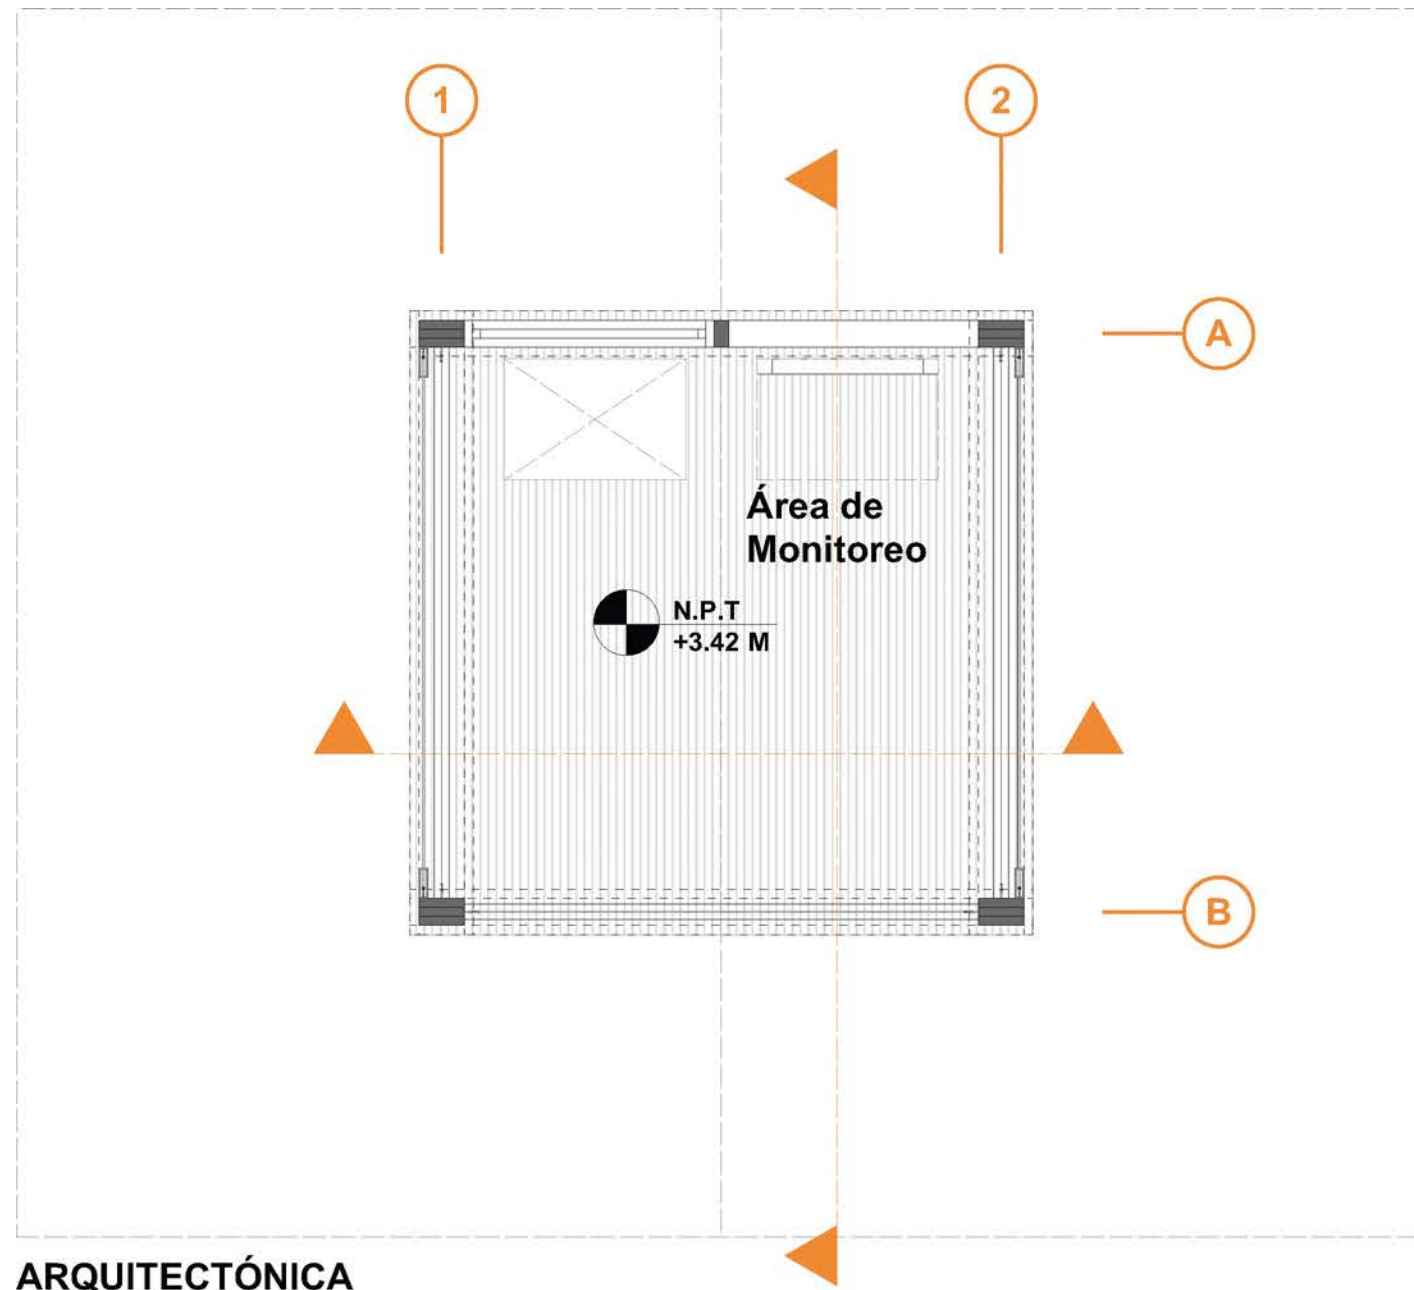 1
2
A
Área de
Monitoreo
N.P.T
+3.42 M
B
ARQUITECTÓNICA